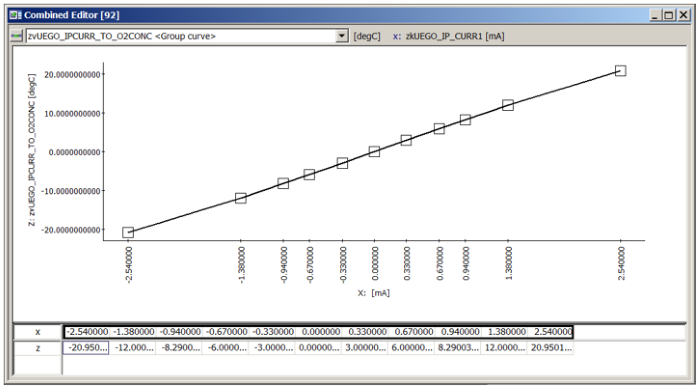 Combined Editor [92]
zvUEGO_IPCURR_TO_O2CONC <Group curve> [degC] x: zkUEGO_IP_CURR1 [mA]
Z: zvUEGO_IPCURR_TO_O2CONC [degC]
20.0000000000
10.0000000000
0.0000000000
-10.0000000000
-20.0000000000
-2.540000 -1.380000 -0.940000 -0.670000 -0.330000 0.000000 0.330000 0.670000 0.940000 1.380000 2.540000
X: [mA]
x -2.540000 -1.380000 -0.940000 -0.670000 -0.330000 0.000000 0.330000 0.670000 0.940000 1.380000 2.540000
z -20.950... -12.000... -8.2900... -6.0000... -3.0000... 0.00000... 3.00000... 6.00000... 8.29003... 12.0000... 20.9501...